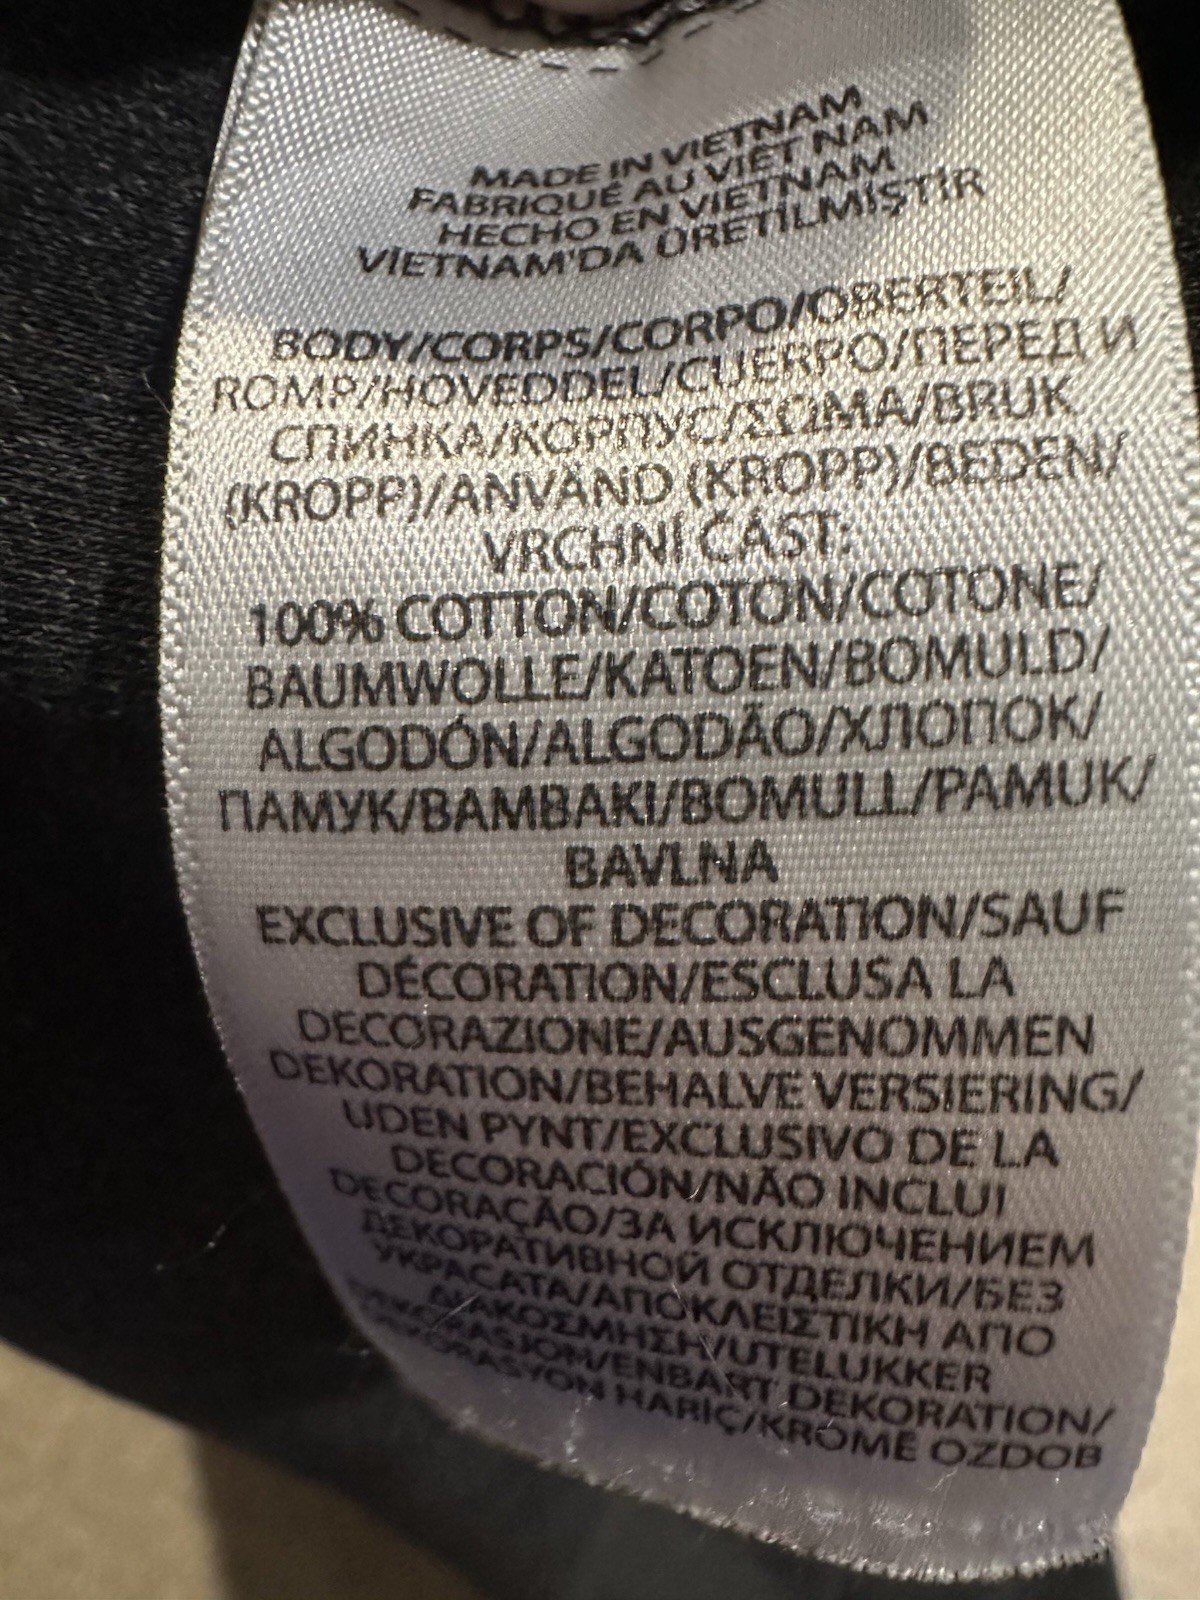 MADE IN VIETNAM
FABRIQUÉ AU VIÊT NAM
HECHO EN VIETNAM
VİETNAM'DA ÜRETİLMİŞTİR
BODY/CORPS/CORPO/OBERTEIL/
ROMP/HOVEDDEL/CUERPO/ПЕРЕД И
СПИНКА/КОРПУС/ΣΩΜΑ/BRUK
(KROPP)/ANVÄND (KROPP)/BEDEN/
VRCHNÍ ČÁST:
100% COTTON/COTON/COTONE/
BAUMWOLLE/KATOEN/BOMULD/
ALGODÓN/ALGODÃO/ХЛОПОК/
ПАМУК/BAMBAKI/BOMULL/PAMUK/
BAVLNA
EXCLUSIVE OF DECORATION/SAUF
DÉCORATION/ESCLUSA LA
DECORAZIONE/AUSGENOMMEN
DEKORATION/BEHALVE VERSIERING/
UDEN PYNT/EXCLUSIVO DE LA
DECORACIÓN/NÃO INCLUI
DECORAÇÃO/ЗА ИСКЛЮЧЕНИЕМ
ДЕКОРАТИВНОЙ ОТДЕЛКИ/БЕЗ
УКРАСАТА/ΑΠΟΚΛΕΙΣΤΙΚΗ ΑΠΟ
ΔΙΑΚΟΣΜΗΣΗ/UTELUKKER
DEKORASJON/ENBART DEKORATION/
DEKORASYON HARİÇ/KROMĚ OZDOB